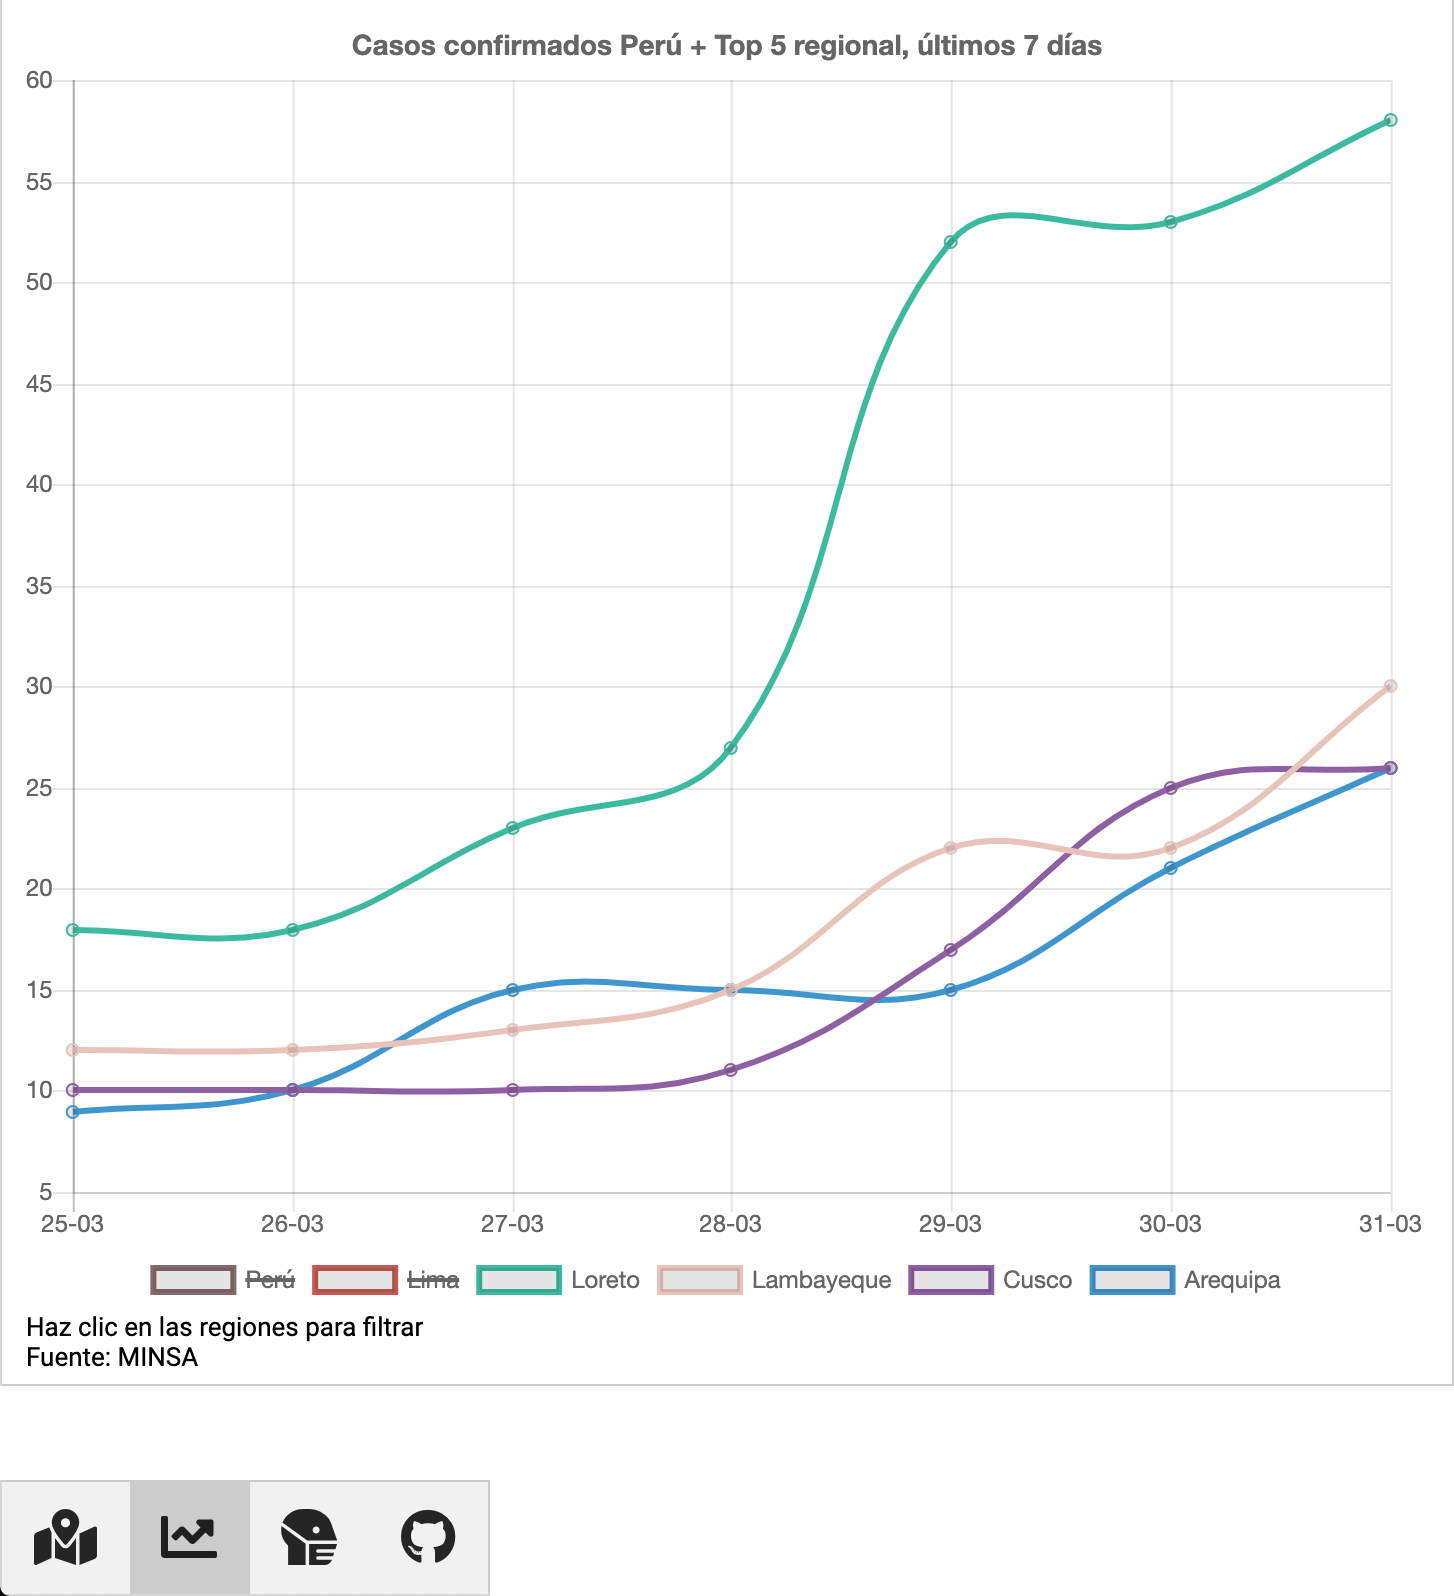 Casos confirmados Perú + Top 5 regional, últimos 7 días
60
55
50
45
40
35
30
25
20
15
10
5
25-03 26-03 27-03 28-03 29-03 30-03 31-03
Perú Lima Loreto Lambayeque Cusco Arequipa
Haz clic en las regiones para filtrar
Fuente: MINSA